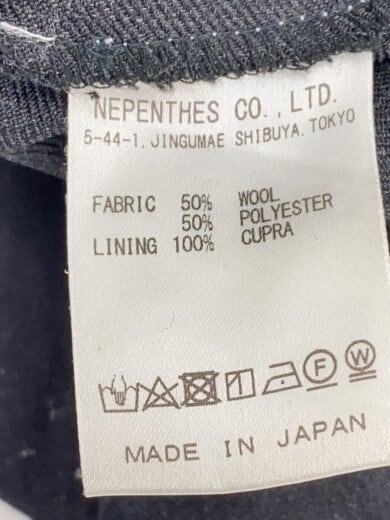 NEPENTHES CO., LTD.
5-44-1. JINGUMAE SHIBUYA. TOKYO
FABRIC 50% WOOL
50% POLYESTER
LINING 100% CUPRA
F W
MADE IN JAPAN